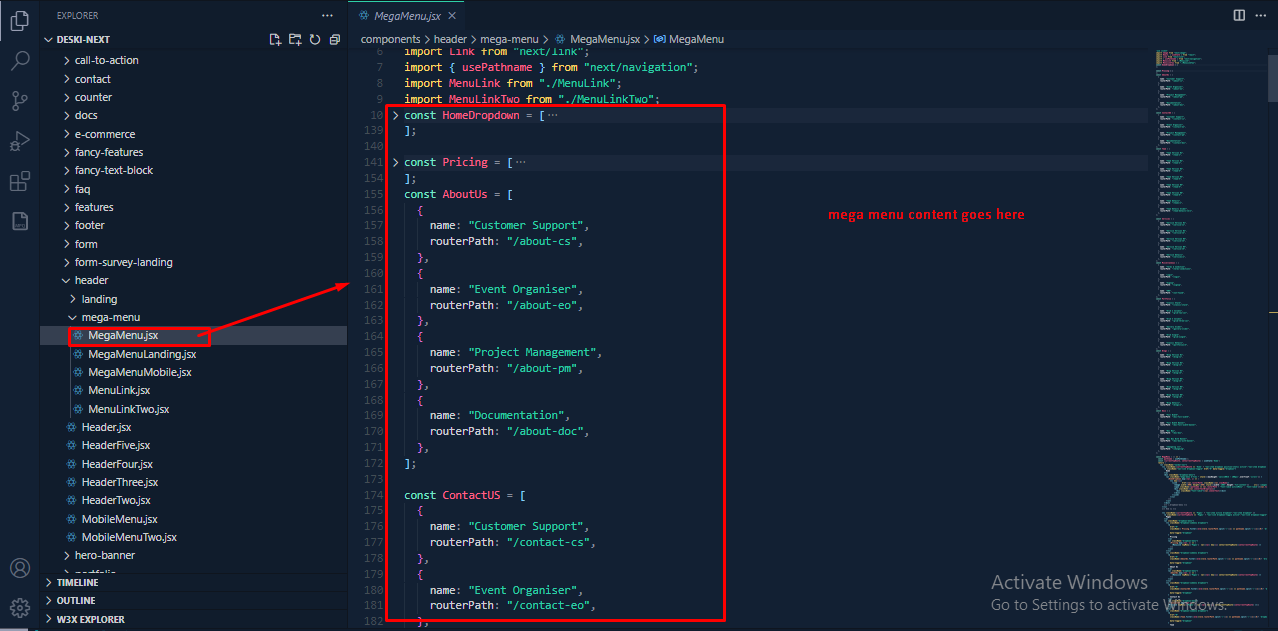 EXPLORER
DESKI-NEXT
call-to-action
contact
counter
docs
e-commerce
fancy-features
fancy-text-block
faq
features
footer
form
form-survey-landing
header
landing
mega-menu
MegaMenu.jsx
MegaMenuLanding.jsx
MegaMenuMobile.jsx
MenuLink.jsx
MenuLinkTwo.jsx
Header.jsx
HeaderFive.jsx
HeaderFour.jsx
HeaderThree.jsx
HeaderTwo.jsx
MobileMenu.jsx
MobileMenuTwo.jsx
hero-banner
portfolio
TIMELINE
OUTLINE
W3X EXPLORER
MegaMenu.jsx
components > header > mega-menu > MegaMenu.jsx > MegaMenu
6 import Link from "next/link";
7 import { usePathname } from "next/navigation";
8 import MenuLink from "./MenuLink";
9 import MenuLinkTwo from "./MenuLinkTwo";
10 const HomeDropdown = [···
139 ];
140
141 const Pricing = [···
154 ];
155 const AboutUs = [
156 {
157 name: "Customer Support",
158 routerPath: "/about-cs",
159 },
160 {
161 name: "Event Organiser",
162 routerPath: "/about-eo",
163 },
164 {
165 name: "Project Management",
166 routerPath: "/about-pm",
167 },
168 {
169 name: "Documentation",
170 routerPath: "/about-doc",
171 },
172 ];
173
174 const ContactUS = [
175 {
176 name: "Customer Support",
177 routerPath: "/contact-cs",
178 },
179 {
180 name: "Event Organiser",
181 routerPath: "/contact-eo",
182 },
mega menu content goes here
Activate Windows
Go to Settings to activate Windows.